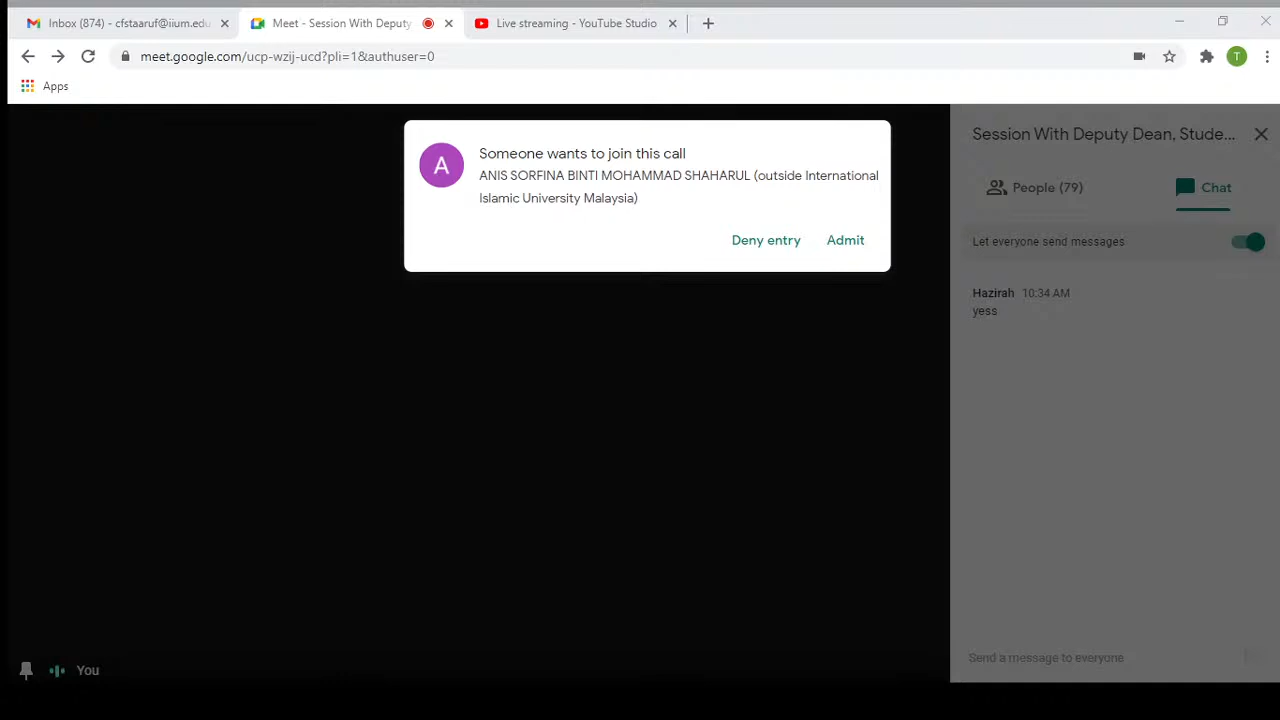 Inbox (874) - cfstaaruf@iium.edu
Meet - Session With Deputy
Live streaming - YouTube Studio
meet.google.com/ucp-wzij-ucd?pli=1&authuser=0
T
Apps
A
Someone wants to join this call
ANIS SORFINA BINTI MOHAMMAD SHAHARUL (outside International
Islamic University Malaysia)
Deny entry
Admit
Session With Deputy Dean, Stude...
People (79)
Chat
Let everyone send messages
Hazirah 10:34 AM
yess
Send a message to everyone
You